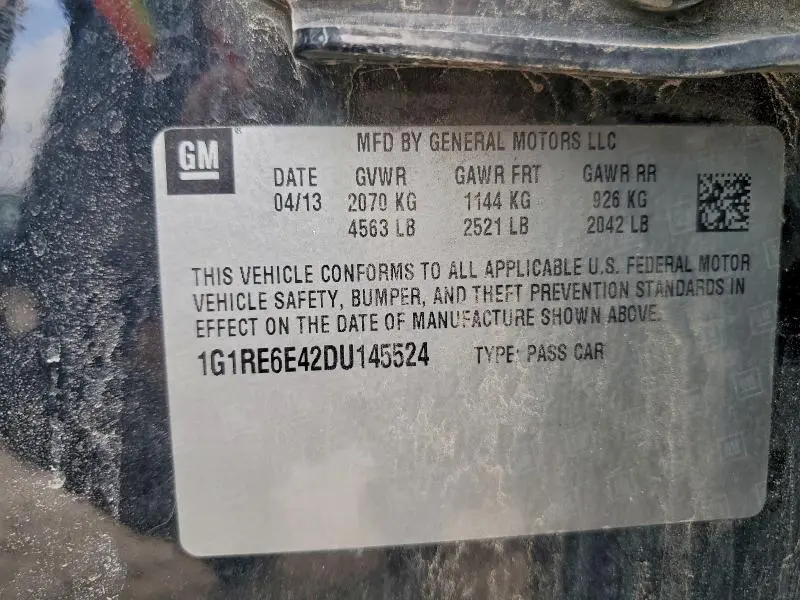 GM
MFD BY GENERAL MOTORS LLC
DATE GVWR GAWR FRT GAWR RR
04/13 2070 KG 1144 KG 926 KG
4563 LB 2521 LB 2042 LB
THIS VEHICLE CONFORMS TO ALL APPLICABLE U.S. FEDERAL MOTOR
VEHICLE SAFETY, BUMPER, AND THEFT PREVENTION STANDARDS IN
EFFECT ON THE DATE OF MANUFACTURE SHOWN ABOVE.
1G1RE6E42DU145524 TYPE: PASS CAR